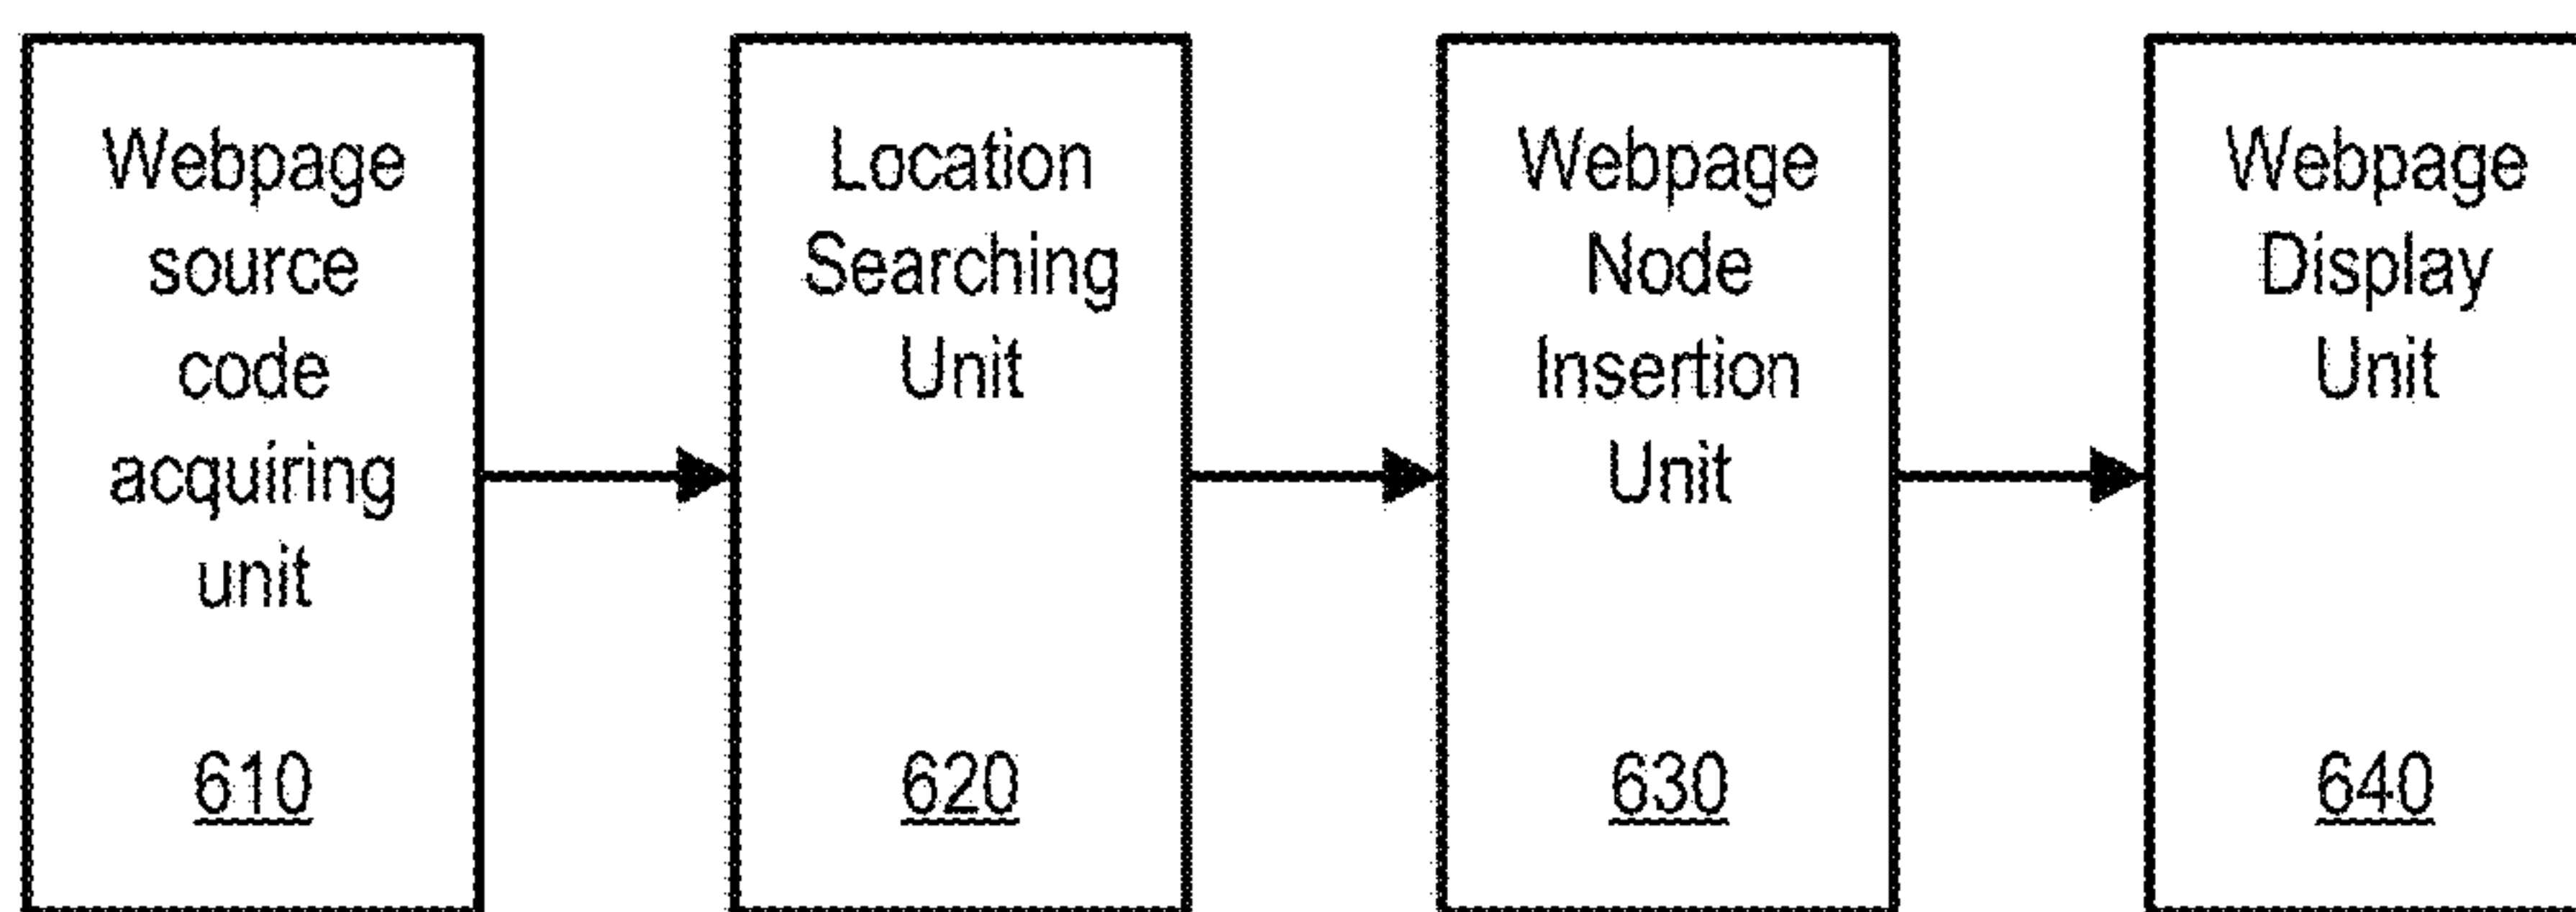 Webpage
source
code
acquiring
unit
610
Location
Searching
Unit
620
Webpage
Node
Insertion
Unit
630
Webpage
Display
Unit
640